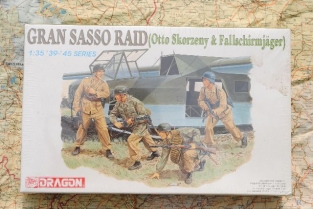 GRAN SASSO RAID(Otto Skorzeny & Fallschirmjäger)
1:35 '39-'45 SERIES
DRAGON